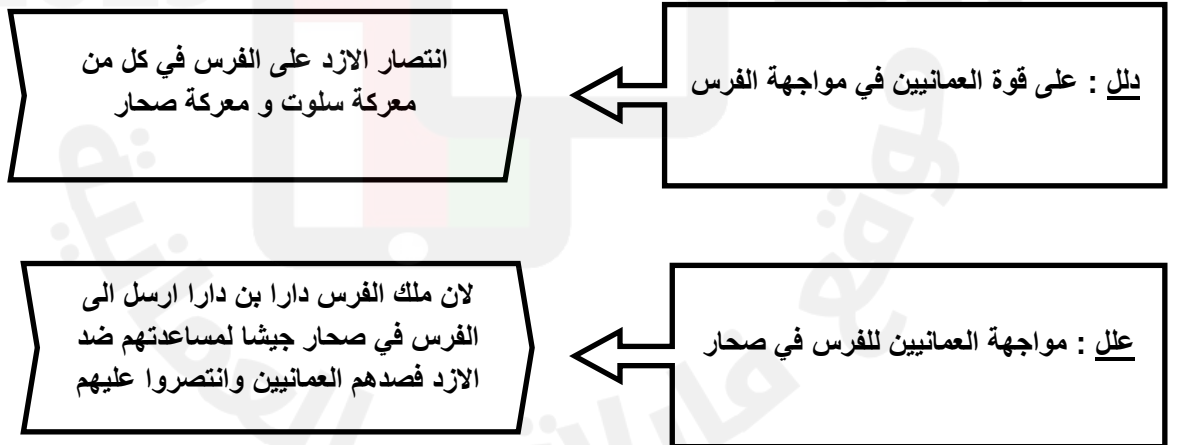 دلل : على قوة العمانيين في مواجهة الفرس
انتصار الازد على الفرس في كل من
معركة سلوت و معركة صحار
علل : مواجهة العمانيين للفرس في صحار
لان ملك الفرس دارا بن دارا ارسل الى
الفرس في صحار جيشا لمساعدتهم ضد
الازد فصدهم العمانيين وانتصروا عليهم